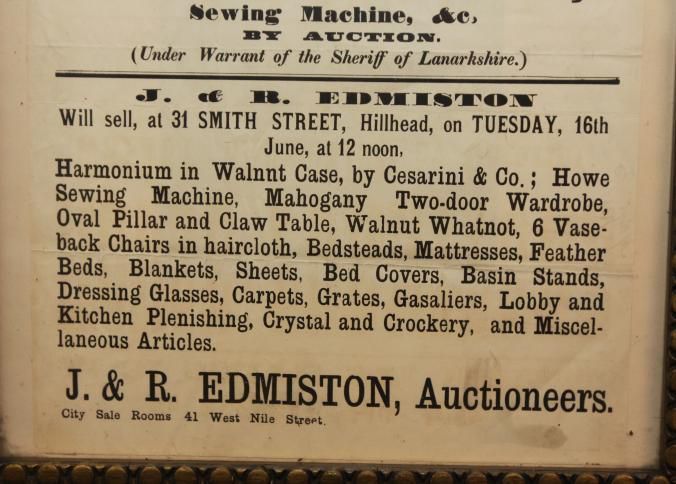 Sewing Machine, &c,
BY AUCTION.
(Under Warrant of the Sheriff of Lanarkshire.)
J. & R. EDMISTON
Will sell, at 31 SMITH STREET, Hillhead, on TUESDAY, 16th
June, at 12 noon,
Harmonium in Walnnt Case, by Cesarini & Co.; Howe
Sewing Machine, Mahogany Two-door Wardrobe,
Oval Pillar and Claw Table, Walnut Whatnot, 6 Vase-
back Chairs in haircloth, Bedsteads, Mattresses, Feather
Beds, Blankets, Sheets, Bed Covers, Basin Stands,
Dressing Glasses, Carpets, Grates, Gasaliers, Lobby and
Kitchen Plenishing, Crystal and Crockery, and Miscel-
laneous Articles.
J. & R. EDMISTON, Auctioneers.
City Sale Rooms 41 West Nile Street.